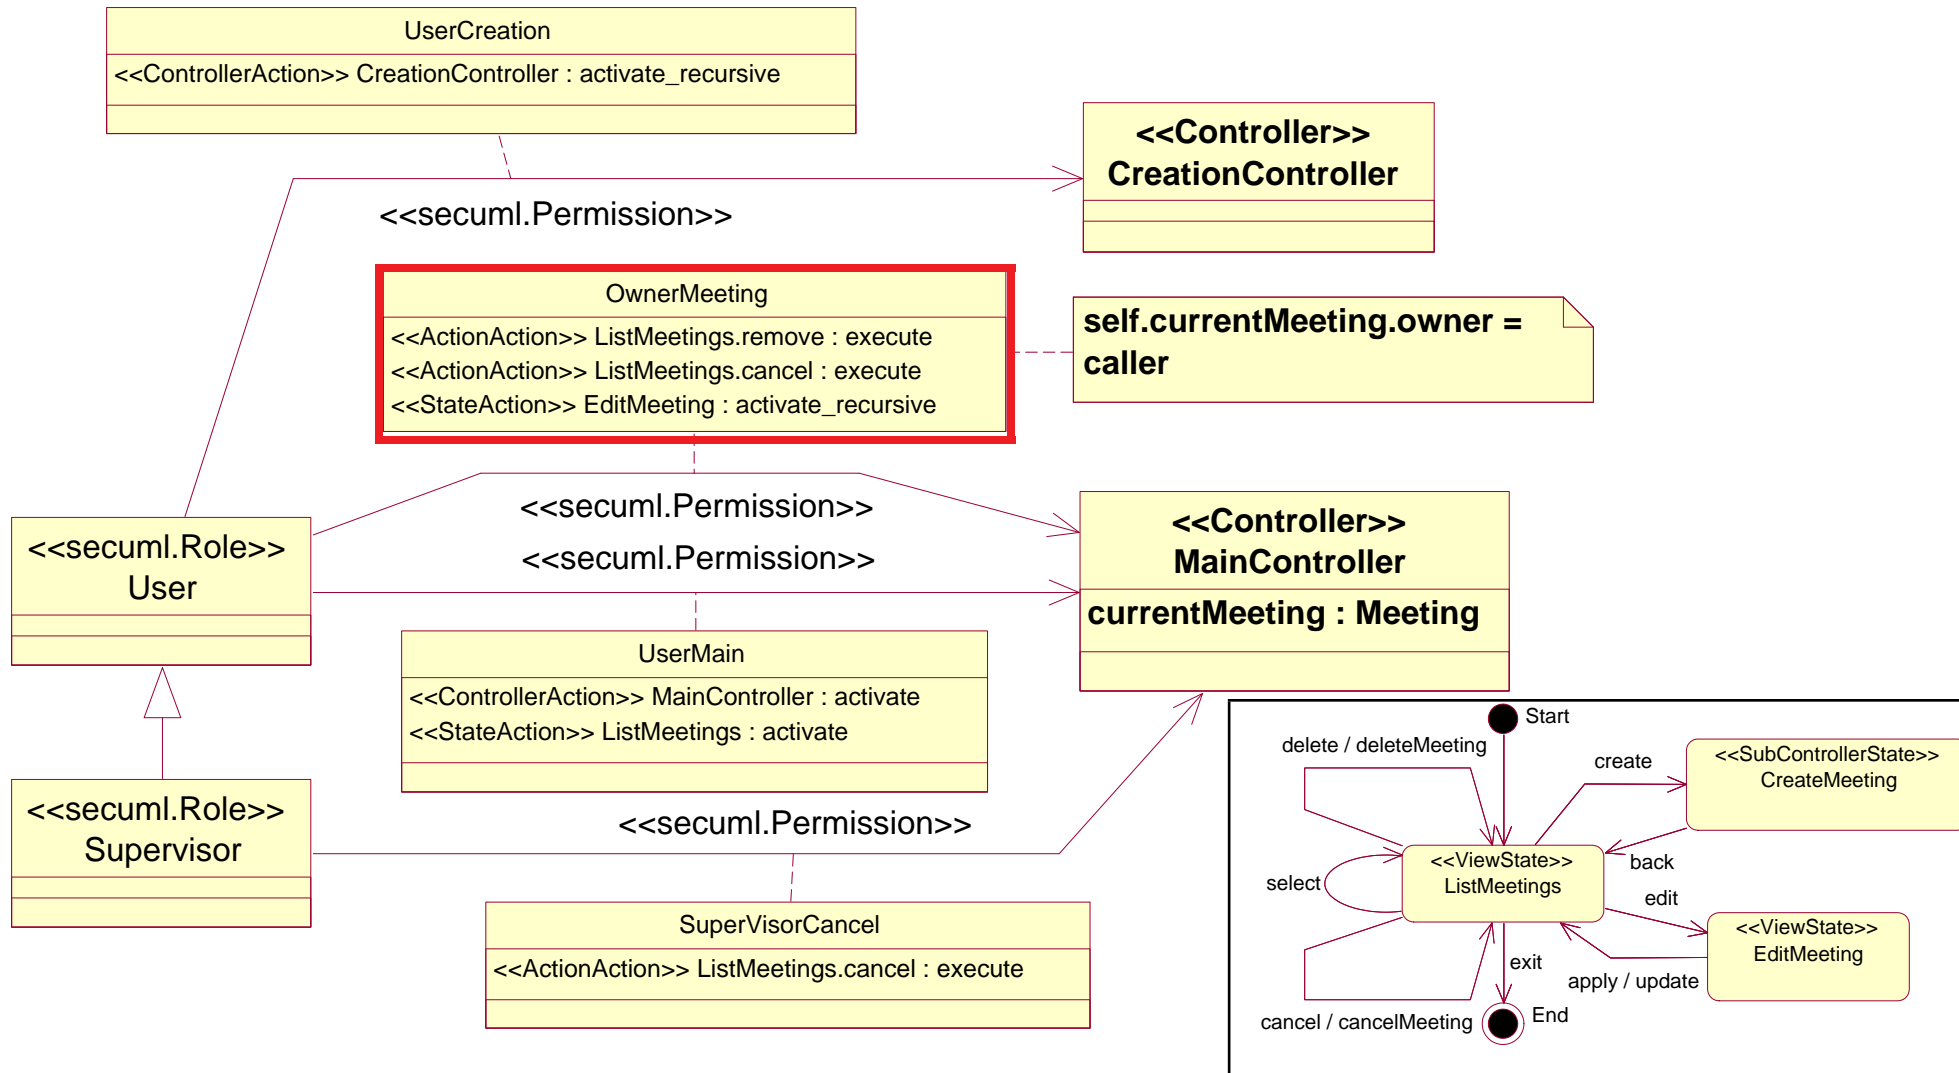 UserCreation
<<ControllerAction>> CreationController : activate_recursive
<<Controller>>
CreationController
<<secuml.Permission>>
OwnerMeeting
<<ActionAction>> ListMeetings.remove : execute
<<ActionAction>> ListMeetings.cancel : execute
<<StateAction>> EditMeeting : activate_recursive
self.currentMeeting.owner =
caller
<<secuml.Permission>>
<<secuml.Permission>>
<<secuml.Role>>
User
<<Controller>>
MainController
currentMeeting : Meeting
UserMain
<<ControllerAction>> MainController : activate
<<StateAction>> ListMeetings : activate
<<secuml.Role>>
Supervisor
<<secuml.Permission>>
SuperVisorCancel
<<ActionAction>> ListMeetings.cancel : execute
Start
delete / deleteMeeting
create
<<SubControllerState>>
CreateMeeting
<<ViewState>>
ListMeetings
back
select
edit
<<ViewState>>
EditMeeting
exit
apply / update
cancel / cancelMeeting
End